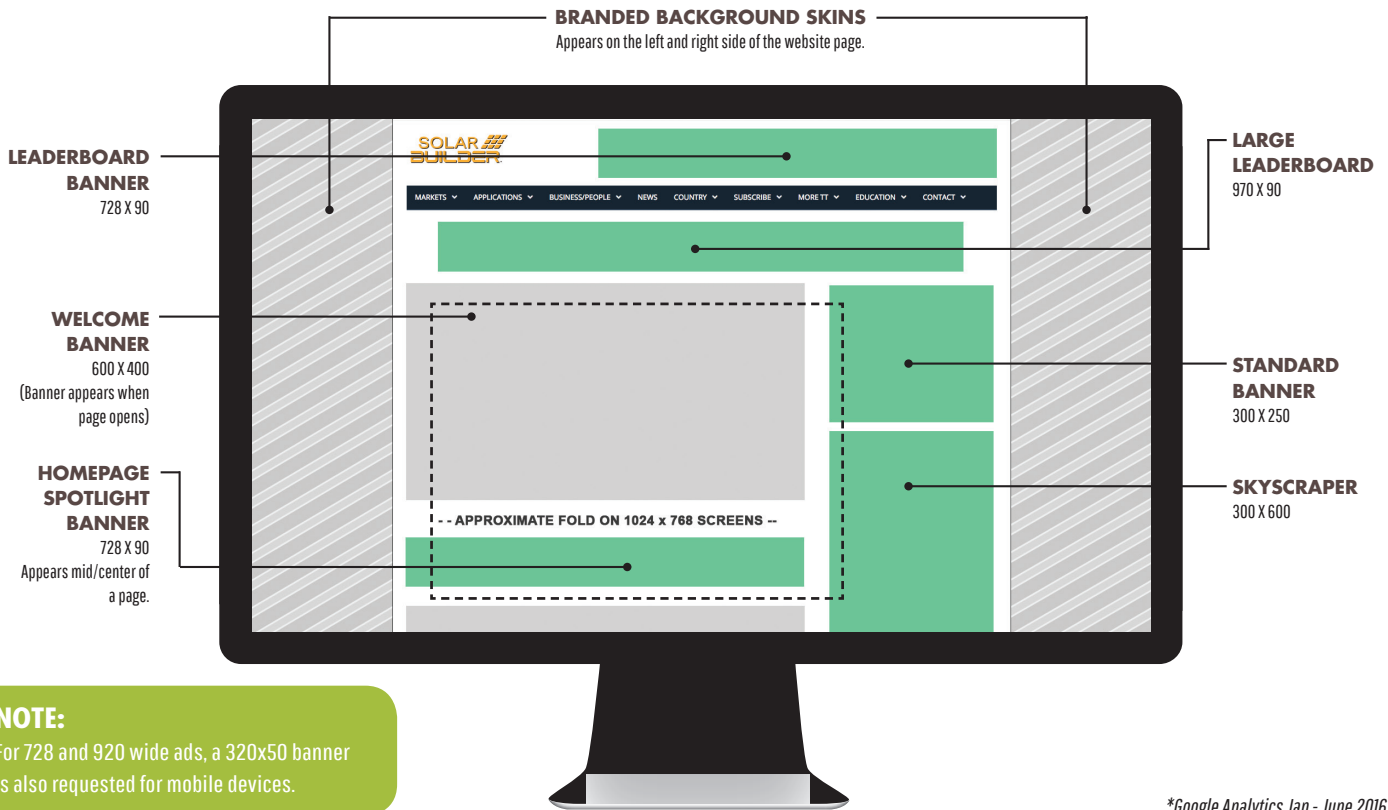 BRANDED BACKGROUND SKINS
Appears on the left and right side of the website page.
LEADERBOARD
BANNER
728 X 90
WELCOME
BANNER
600 X 400
(Banner appears when
page opens)
HOMEPAGE
SPOTLIGHT
BANNER
728 X 90
Appears mid/center of
a page.
SOLAR
BUILDER
MARKETS APPLICATIONS BUSINESS/PEOPLE NEWS COUNTRY SUBSCRIBE MORE TT EDUCATION CONTACT
- - APPROXIMATE FOLD ON 1024 x 768 SCREENS --
LARGE
LEADERBOARD
970 X 90
STANDARD
BANNER
300 X 250
SKYSCRAPER
300 X 600
NOTE:
For 728 and 920 wide ads, a 320x50 banner
is also requested for mobile devices.
*Google Analytics Jan - June 2016